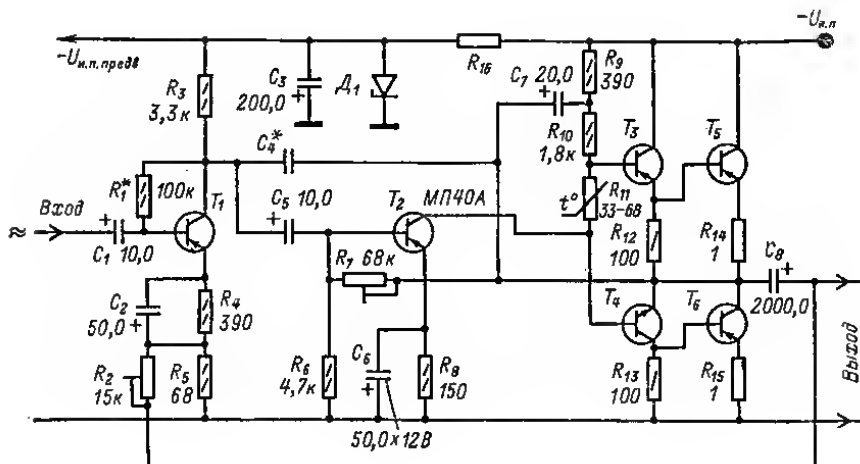 -Uи.п
-Uи.п.предв
R16
R3
3,3к
C3
200,0
Д1
C7 20,0
R9
390
R10
1,8к
T3
T5
C4*
R1*
100к
T1
C5 10,0
T2
МП40А
t°
R11
33-68
Вход
≈
C1 10,0
R7 68к
R12
100
R14
1
C8
2000,0
C2
50,0
R4
390
T4
T6
R2
15к
R5
68
R6
4,7к
C6
R8
150
R13
100
R15
1
Выход
50,0×12В